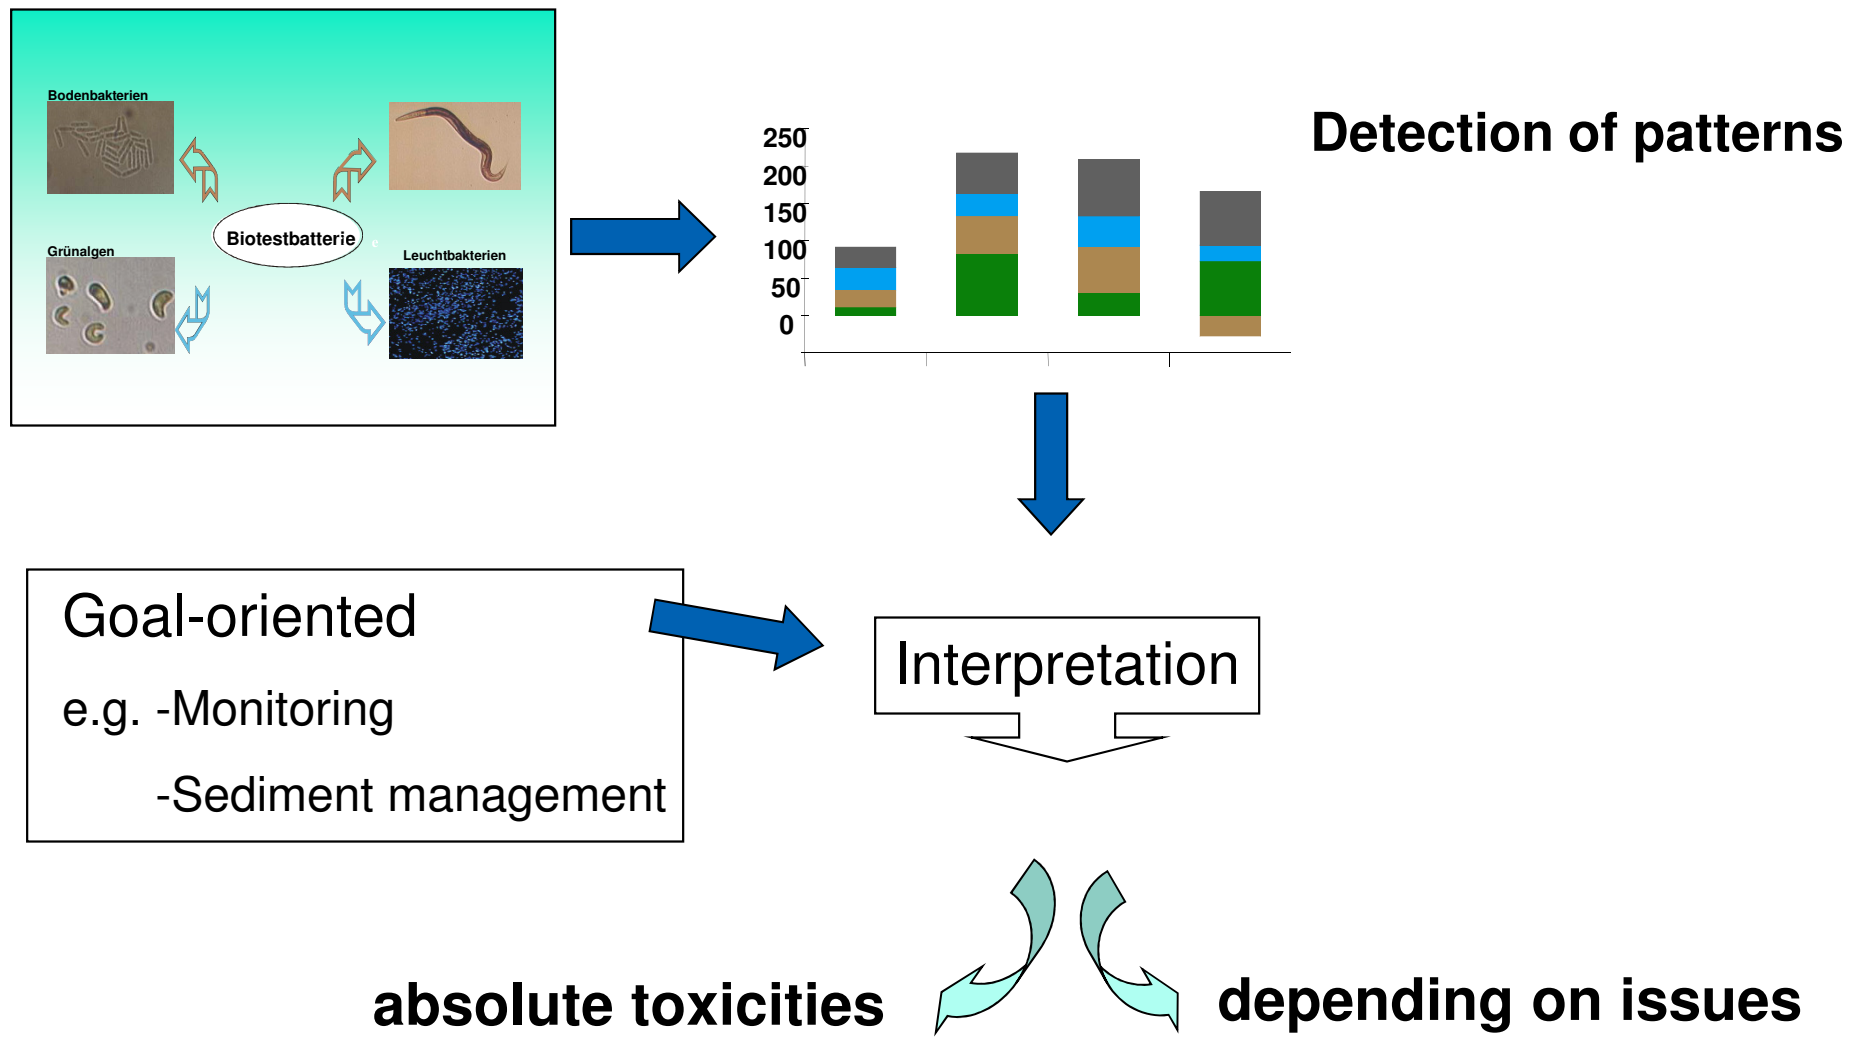 Bodenbakterien
Biotestbatterie
e
Grünalgen
Leuchtbakterien
250
200
150
100
50
0
Detection of patterns
Goal-oriented
e.g. -Monitoring
-Sediment management
Interpretation
absolute toxicities
depending on issues